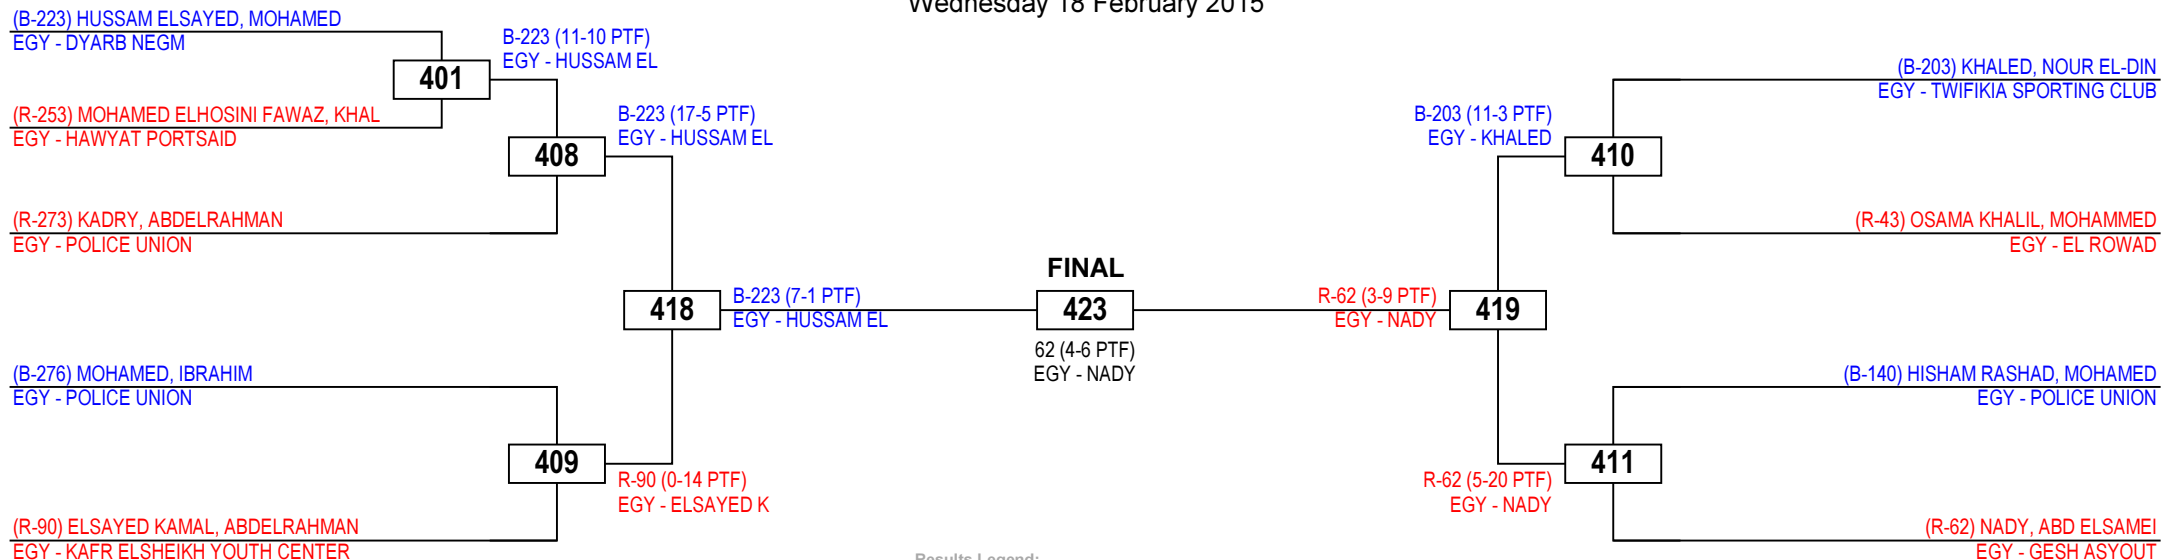 Wednesday 18 February 2015
(B-223) HUSSAM ELSAYED, MOHAMED
EGY - DYARB NEGM
B-223 (11-10 PTF)
EGY - HUSSAM EL
401
(R-253) MOHAMED ELHOSINI FAWAZ, KHAL
EGY - HAWYAT PORTSAID
B-223 (17-5 PTF)
EGY - HUSSAM EL
408
(R-273) KADRY, ABDELRAHMAN
EGY - POLICE UNION
418
B-223 (7-1 PTF)
EGY - HUSSAM EL
(B-276) MOHAMED, IBRAHIM
EGY - POLICE UNION
409
R-90 (0-14 PTF)
EGY - ELSAYED K
(R-90) ELSAYED KAMAL, ABDELRAHMAN
EGY - KAFR ELSHEIKH YOUTH CENTER
FINAL
423
62 (4-6 PTF)
EGY - NADY
(B-203) KHALED, NOUR EL-DIN
EGY - TWIFIKIA SPORTING CLUB
B-203 (11-3 PTF)
EGY - KHALED
410
(R-43) OSAMA KHALIL, MOHAMMED
EGY - EL ROWAD
R-62 (3-9 PTF)
EGY - NADY
419
(B-140) HISHAM RASHAD, MOHAMED
EGY - POLICE UNION
411
R-62 (5-20 PTF)
EGY - NADY
(R-62) NADY, ABD ELSAMEI
EGY - GESH ASYOUT
Results Legend: